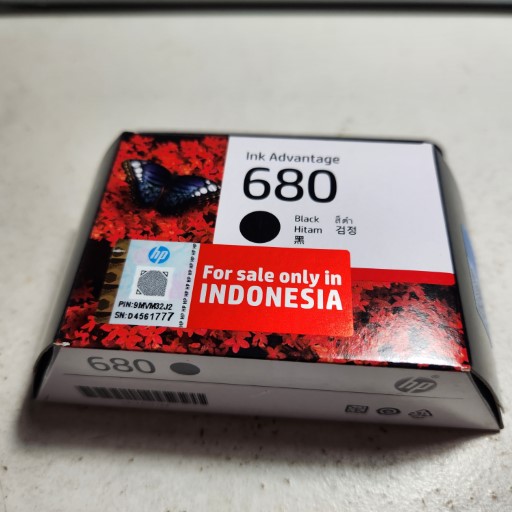 Ink Advantage
680
Black สีดำ
Hitam 검정
黑
hp
For sale only in
INDONESIA
PIN:9MVM32J2
SN:D4561777
680
hp